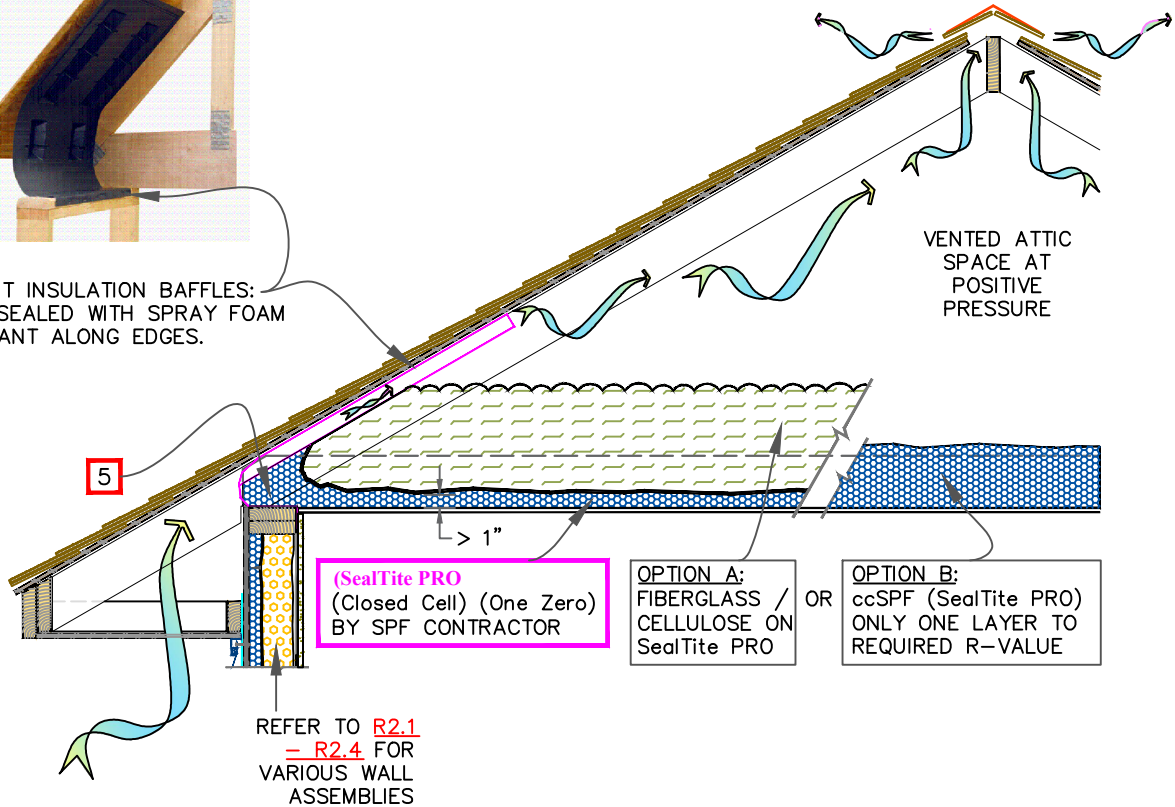 VENTED ATTIC
SPACE AT
POSITIVE
PRESSURE
T INSULATION BAFFLES:
SEALED WITH SPRAY FOAM
ANT ALONG EDGES.
5
> 1”
(SealTite PRO
(Closed Cell) (One Zero)
BY SPF CONTRACTOR
OPTION A:
FIBERGLASS /
CELLULOSE ON
SealTite PRO
OR
OPTION B:
ccSPF (SealTite PRO)
ONLY ONE LAYER TO
REQUIRED R-VALUE
REFER TO R2.1
- R2.4 FOR
VARIOUS WALL
ASSEMBLIES